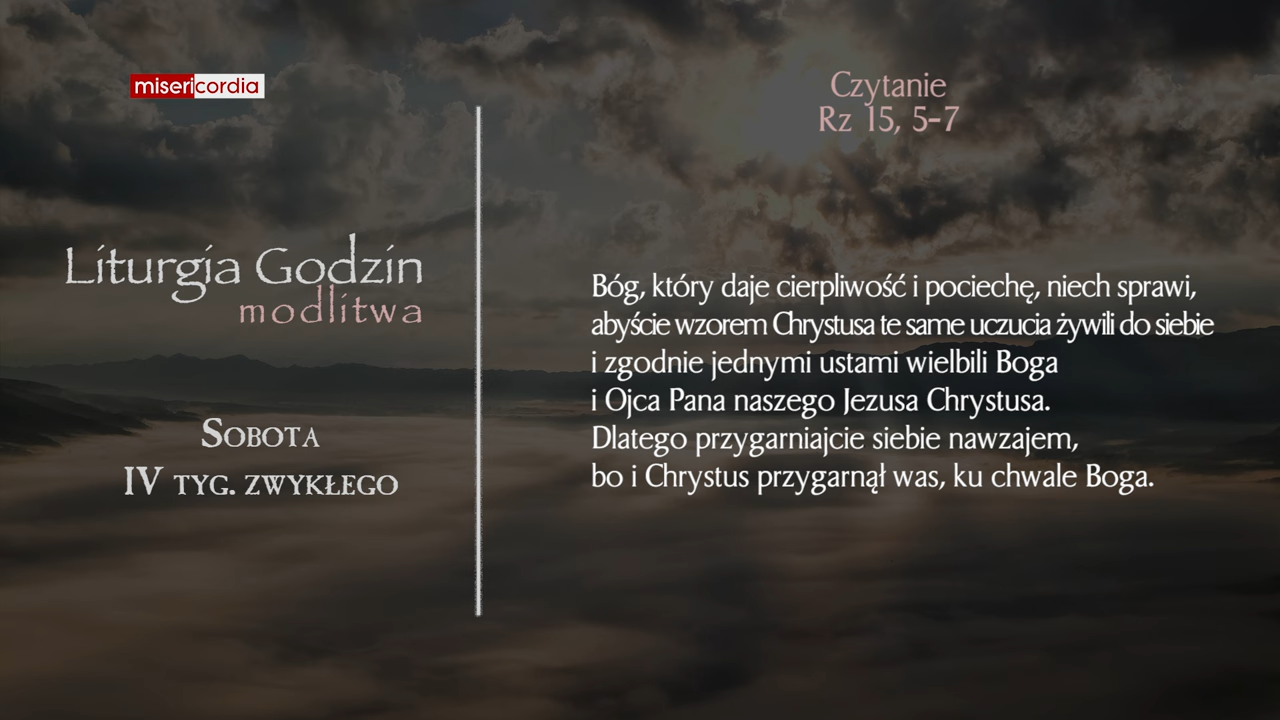 misericordia
Liturgia Godzin
modlitwa
Sobota
IV tyg. zwykłego
Czytanie
Rz 15, 5-7
Bóg, który daje cierpliwość i pociechę, niech sprawi,
abyście wzorem Chrystusa te same uczucia żywili do siebie
i zgodnie jednymi ustami wielbili Boga
i Ojca Pana naszego Jezusa Chrystusa.
Dlatego przygarniajcie siebie nawzajem,
bo i Chrystus przygarnął was, ku chwale Boga.